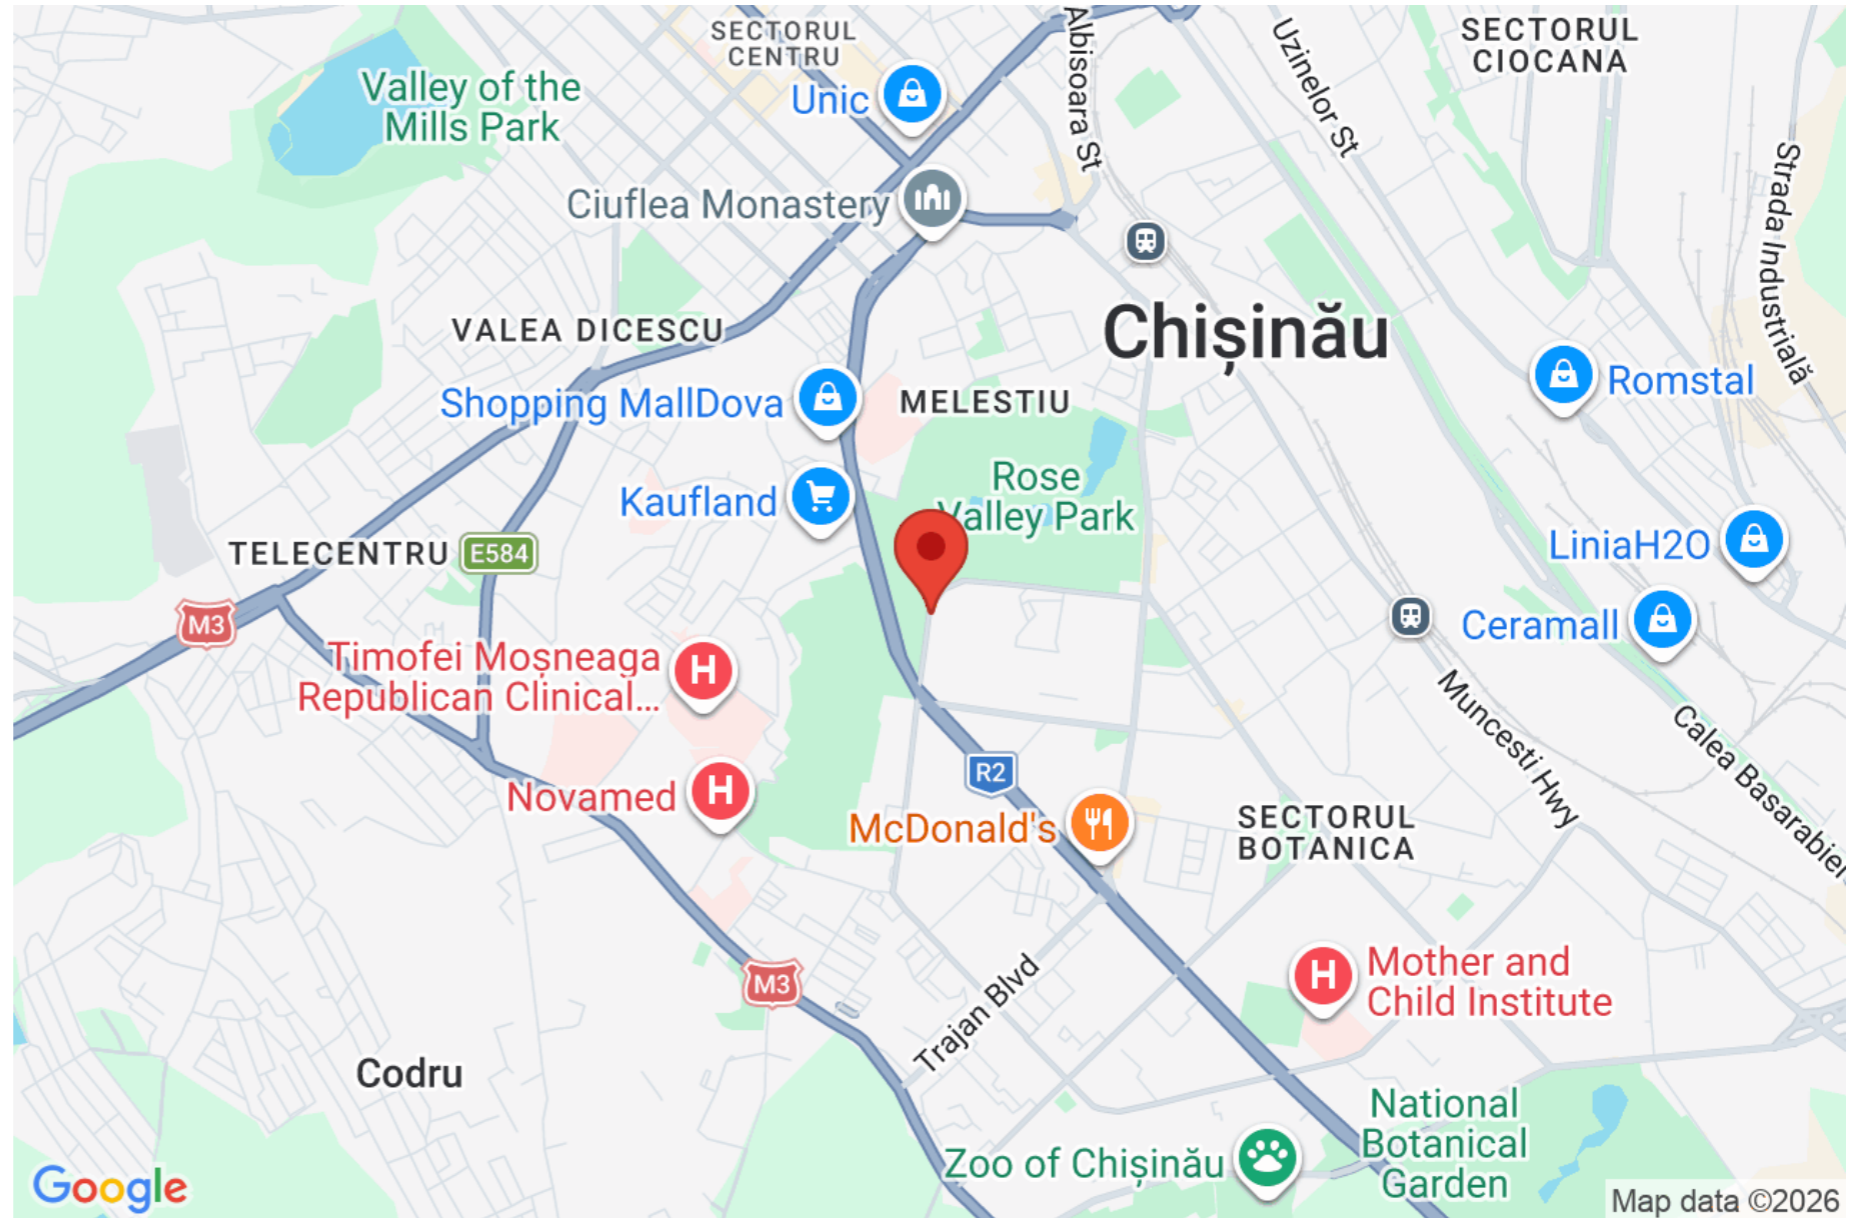 SECTORUL
CENTRU
Albisoara St
Uzinelor St
SECTORUL
CIOCANA
Valley of the
Mills Park
Unic
Strada Industrială
Ciuflea Monastery
Chișinău
VALEA DICESCU
Shopping MallDova
MELESTIU
Romstal
Rose
Valley Park
Kaufland
LiniaH2O
TELECENTRU
E584
M3
Ceramall
Timofei Moșneaga
Republican Clinical...
Muncesti Hwy
Calea Basarabiei
R2
Novamed
McDonald's
SECTORUL
BOTANICA
M3
Trajan Blvd
Mother and
Child Institute
Codru
National
Botanical
Garden
Zoo of Chișinău
Google
Map data ©2026